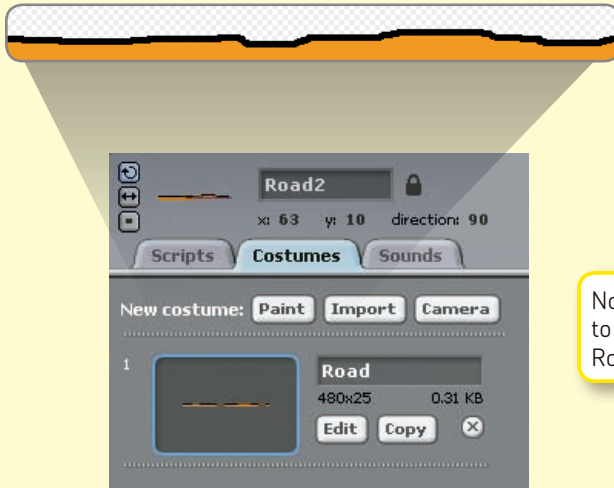 Road2
x: 63 y: 10 direction: 90
Scripts Costumes Sounds
New costume: Paint Import Camera
1
Road
480x25 0.31 KB
Edit Copy
to